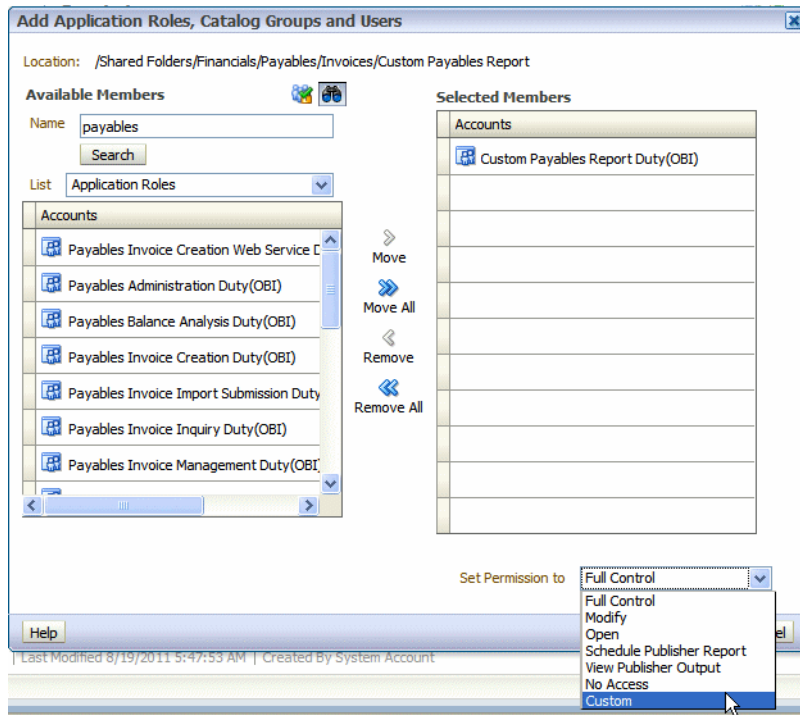 Add Application Roles, Catalog Groups and Users
Location: /Shared Folders/Financials/Payables/Invoices/Custom Payables Report
Available Members
Name payables
Search
List Application Roles
Accounts
Payables Invoice Creation Web Service D
Payables Administration Duty(OBI)
Payables Balance Analysis Duty(OBI)
Payables Invoice Creation Duty(OBI)
Payables Invoice Import Submission Duty
Payables Invoice Inquiry Duty(OBI)
Payables Invoice Management Duty(OBI)
Move
Move All
Remove
Remove All
Selected Members
Accounts
Custom Payables Report Duty(OBI)
Set Permission to Full Control
Full Control
Modify
Open
Schedule Publisher Report
View Publisher Output
No Access
Custom
Help
el
Last Modified 8/19/2011 5:47:53 AM | Created By System Account